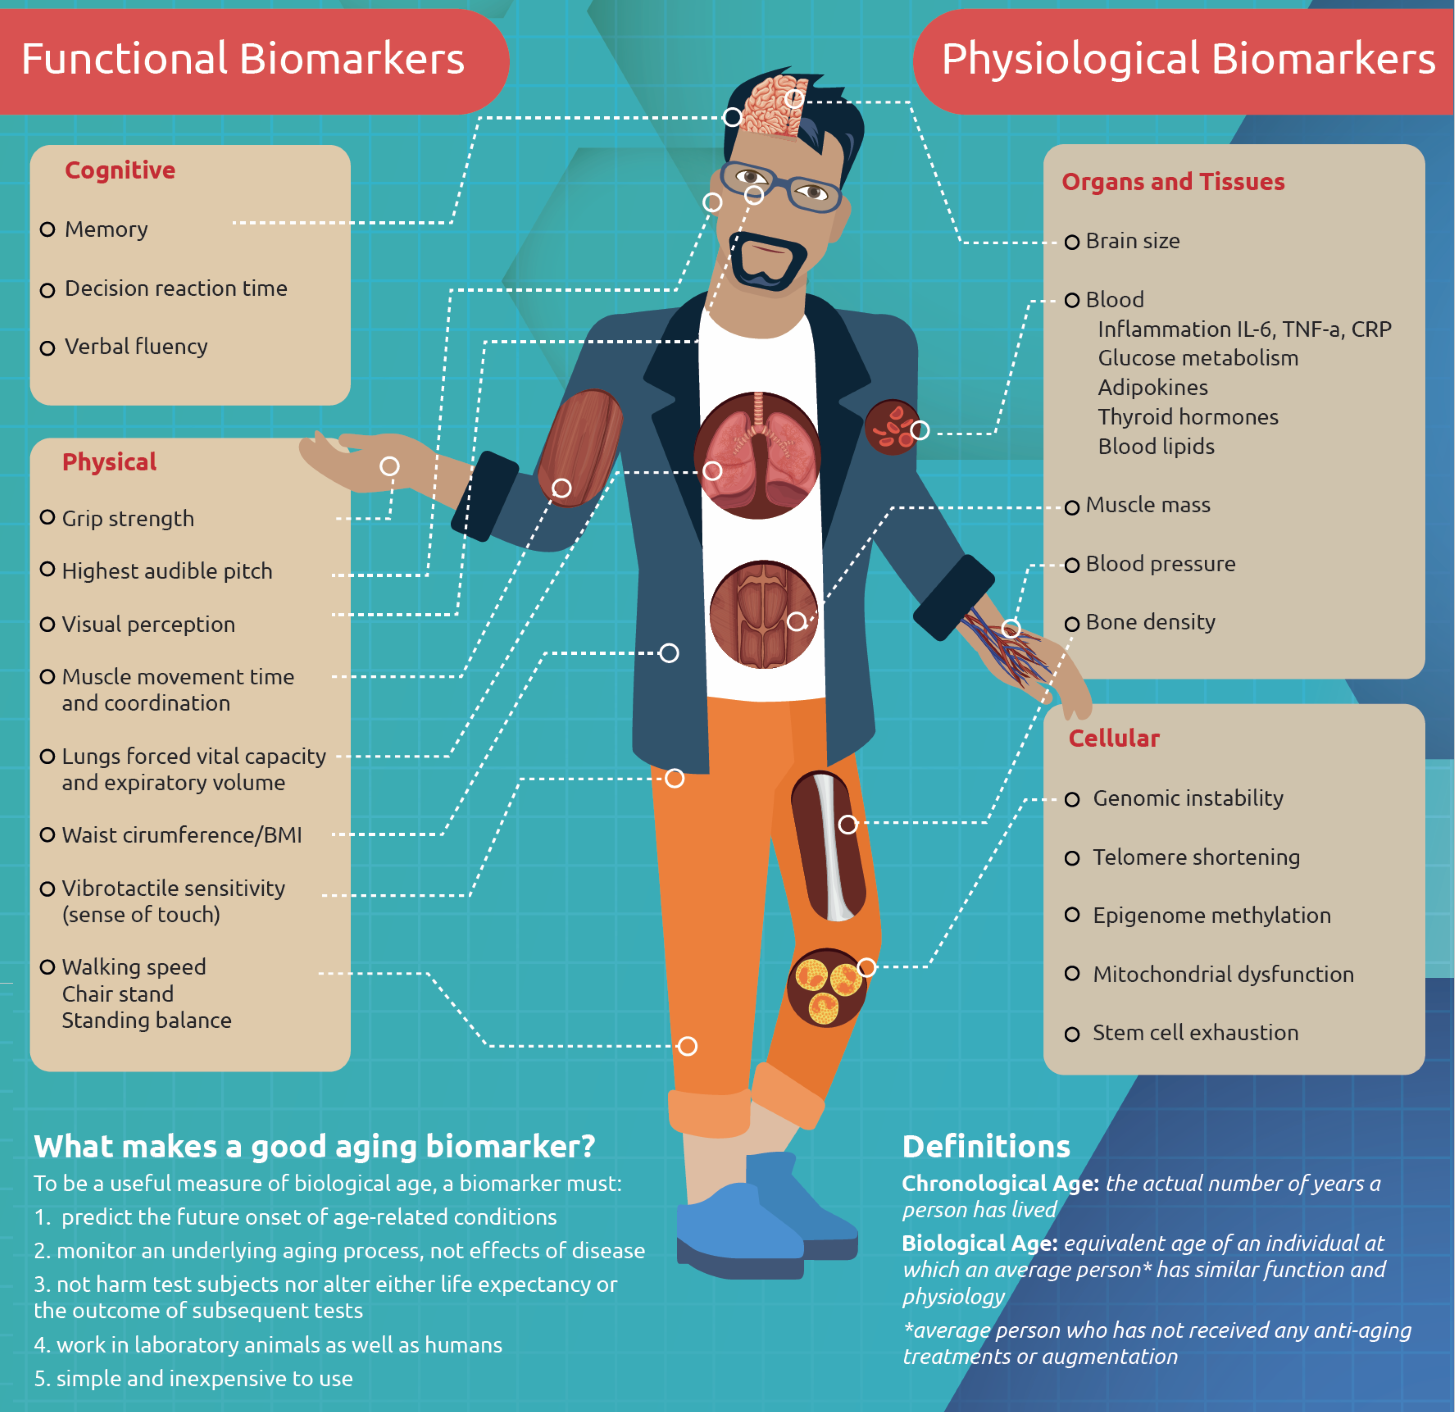 Functional Biomarkers
Physiological Biomarkers
Cognitive
Memory
Decision reaction time
Verbal fluency
Physical
Grip strength
Highest audible pitch
Visual perception
Muscle movement time
and coordination
Lungs forced vital capacity
and expiratory volume
Waist cirumference/BMI
Vibrotactile sensitivity
(sense of touch)
Walking speed
Chair stand
Standing balance
Organs and Tissues
Brain size
Blood
Inflammation IL-6, TNF-a, CRP
Glucose metabolism
Adipokines
Thyroid hormones
Blood lipids
Muscle mass
Blood pressure
Bone density
Cellular
Genomic instability
Telomere shortening
Epigenome methylation
Mitochondrial dysfunction
Stem cell exhaustion
What makes a good aging biomarker?
To be a useful measure of biological age, a biomarker must:
1. predict the future onset of age-related conditions
2. monitor an underlying aging process, not effects of disease
3. not harm test subjects nor alter either life expectancy or
the outcome of subsequent tests
4. work in laboratory animals as well as humans
5. simple and inexpensive to use
Definitions
Chronological Age: the actual number of years a
person has lived
Biological Age: equivalent age of an individual at
which an average person* has similar function and
physiology
*average person who has not received any anti-aging
treatments or augmentation